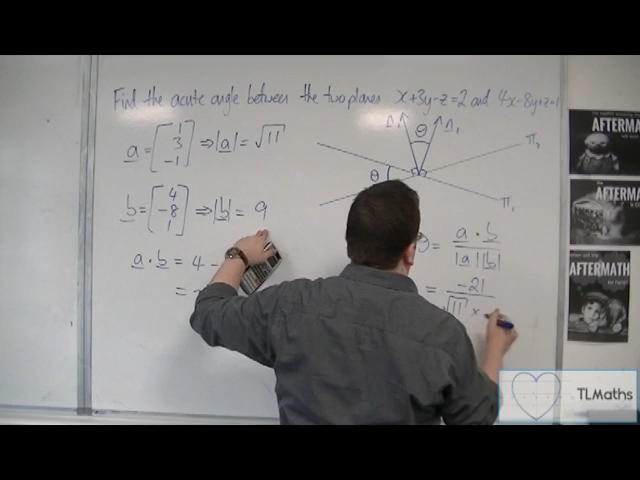 Find the acute angle between the two planes x+3y-z=2 and 4x-8y+z=1
a = [1 3 -1] ⇒ |a| = √11
b = [4 -8 1] ⇒ |b| = 9
a · b = 4 -
=
n₁
θ
θ
Π₂
Π₁
θ = a · b / |a||b|
= -21 / √11 ×
AFTERMATH
AFTERMATH
AFTERMATH
TLMaths